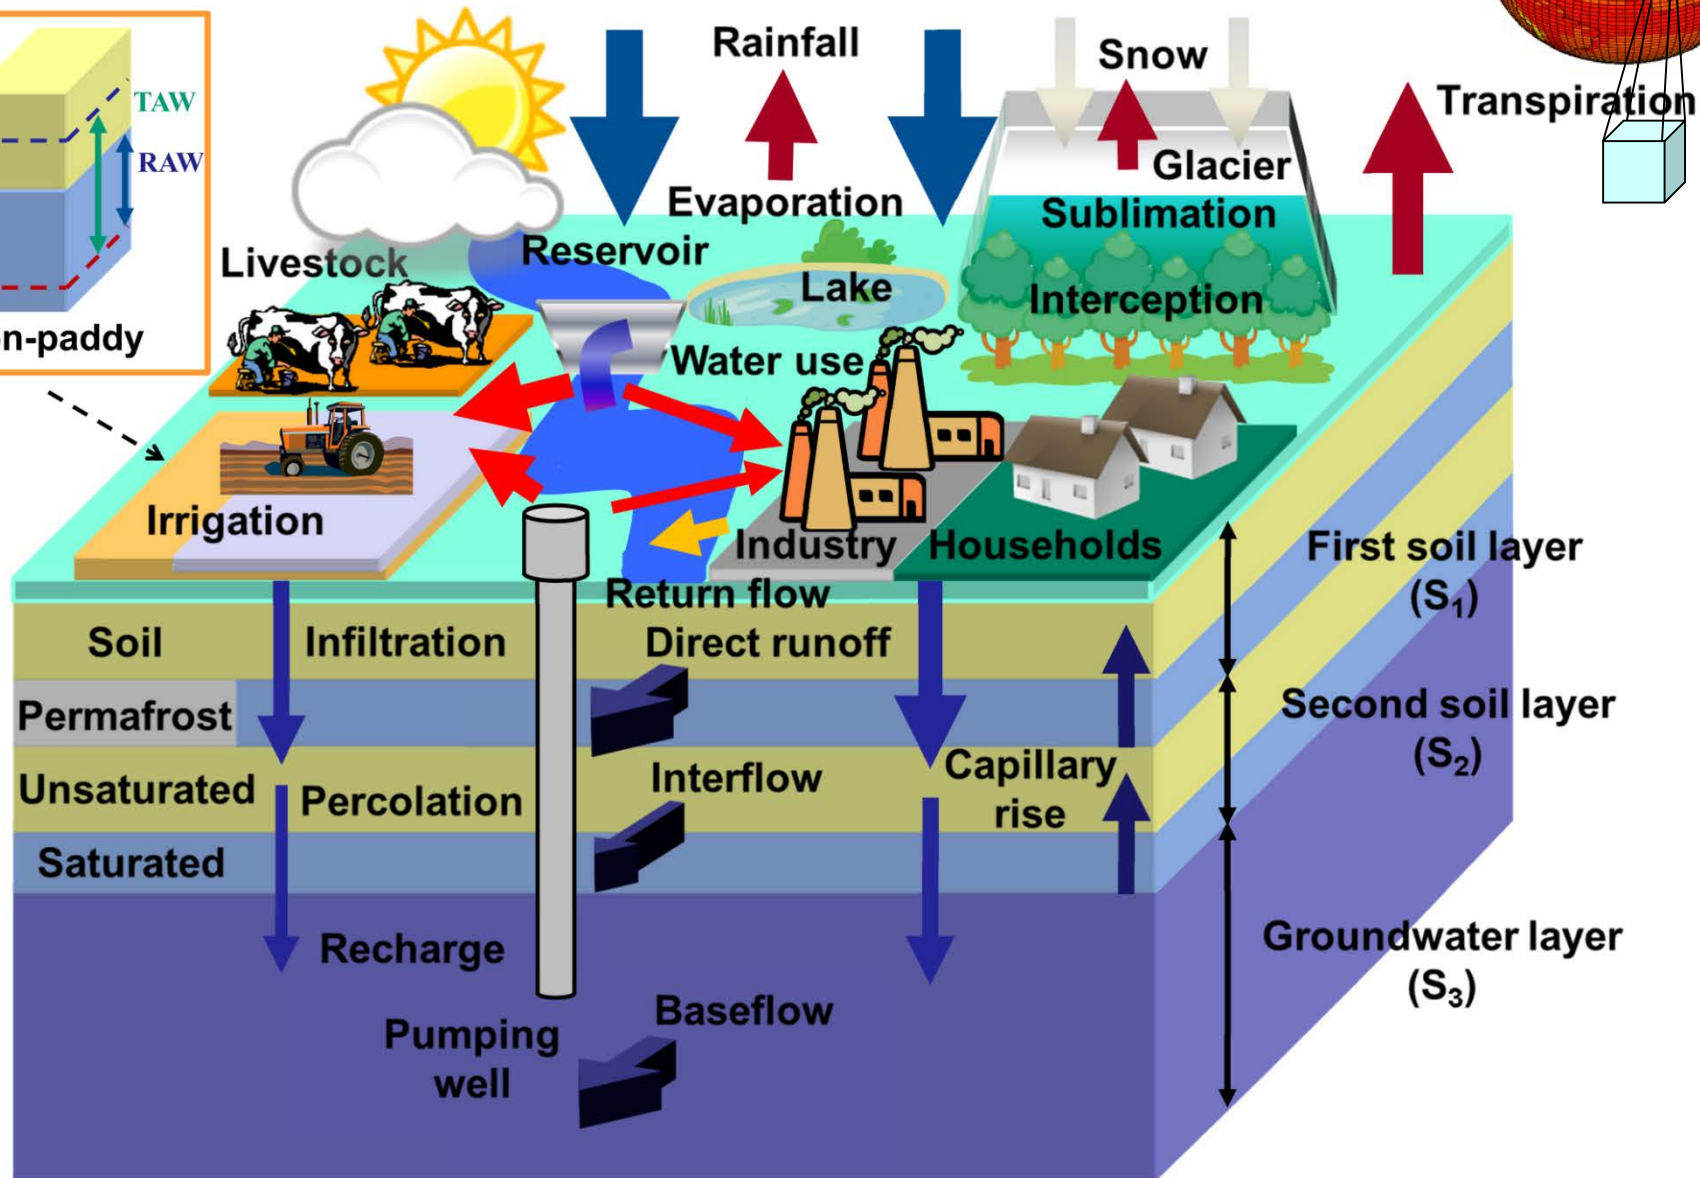 Rainfall
Snow
TAW
Transpiration
RAW
Glacier
Evaporation
Sublimation
Reservoir
Livestock
Lake
Interception
n-paddy
Water use
Irrigation
Industry
Households
First soil layer
(S₁)
Return flow
Soil
Infiltration
Direct runoff
Permafrost
Second soil layer
(S₂)
Unsaturated
Percolation
Interflow
Capillary
rise
Saturated
Recharge
Groundwater layer
(S₃)
Baseflow
Pumping
well